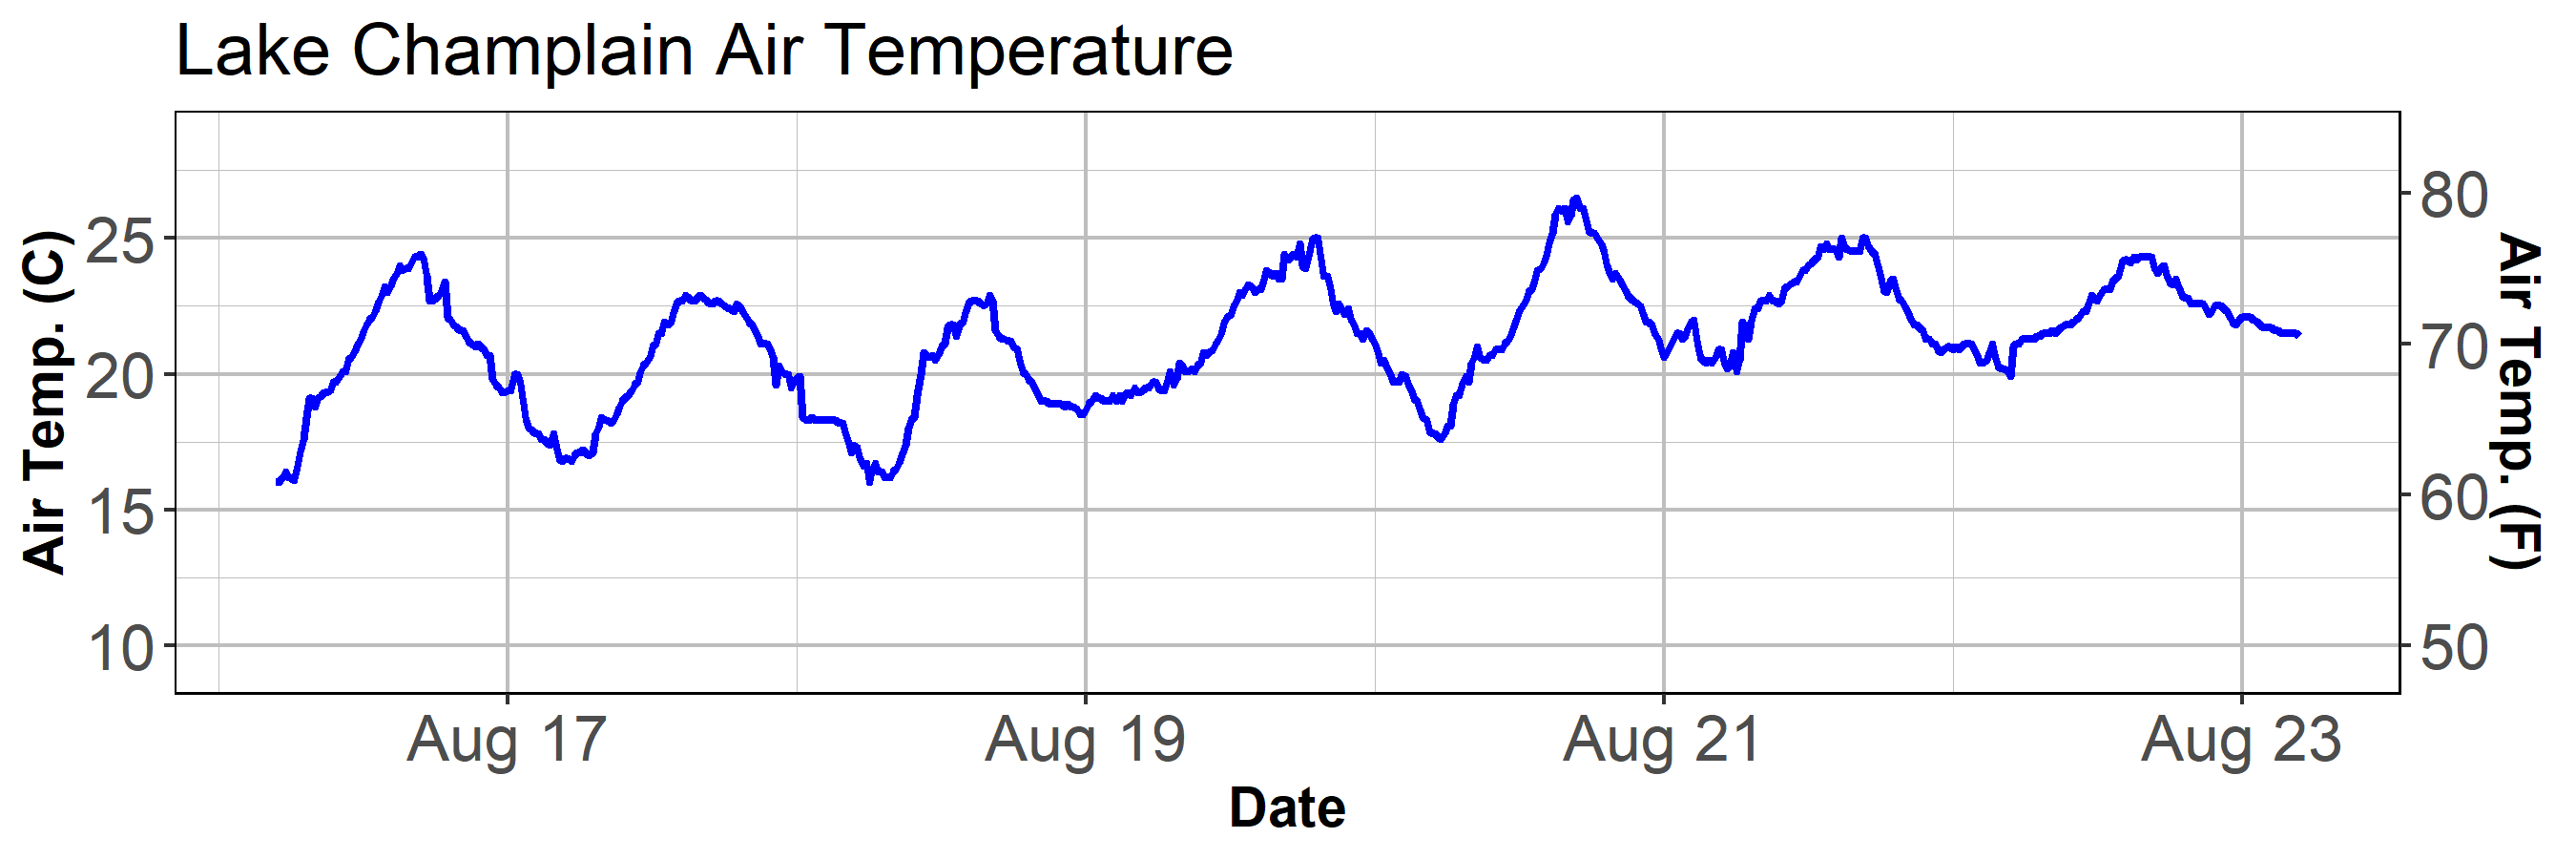 Lake Champlain Air Temperature
Air Temp. (C)
25
20
15
10
80
70
60
50
Air Temp. (F)
Aug 17
Aug 19
Aug 21
Aug 23
Date